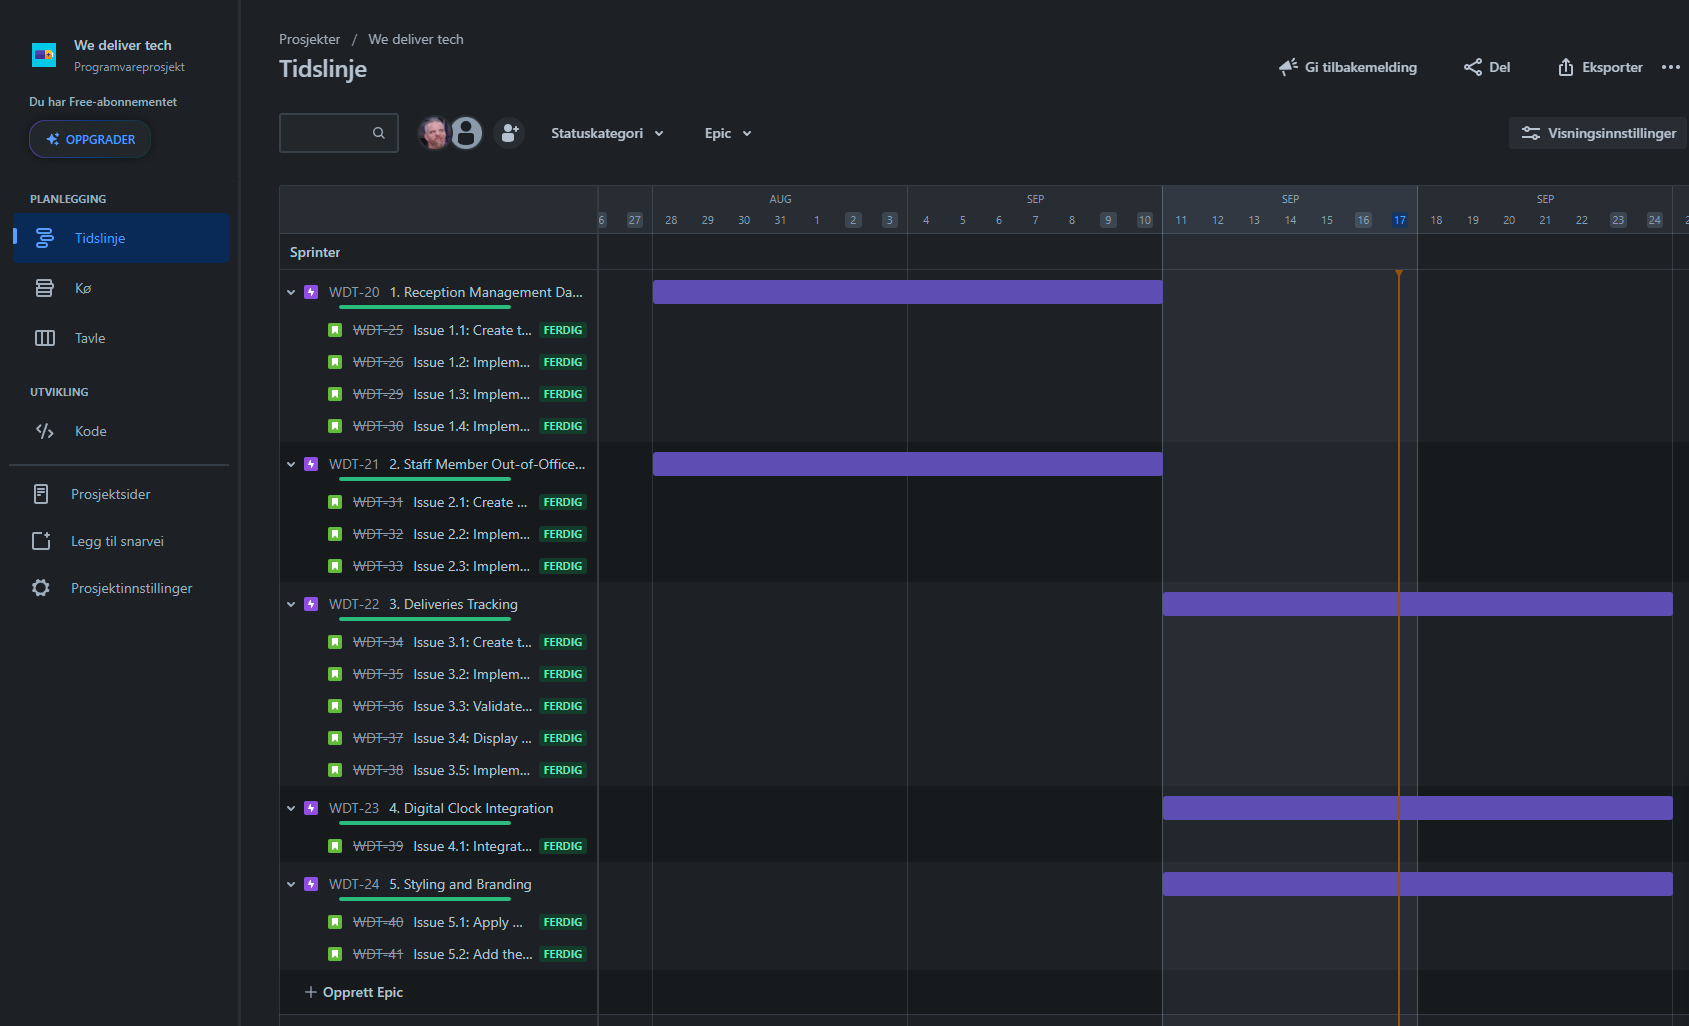 We deliver tech
Programvareprosjekt
Du har Free-abonnementet
OPPGRADER
PLANLEGGING
Tidslinje
Kø
Tavle
UTVIKLING
Kode
Prosjektsider
Legg til snarvei
Prosjektinnstillinger
Prosjekter / We deliver tech
Tidslinje
Gi tilbakemelding Del Eksporter
Statuskategori Epic Visningsinnstillinger
AUG SEP SEP SEP
6 27 28 29 30 31 1 2 3 4 5 6 7 8 9 10 11 12 13 14 15 16 17 18 19 20 21 22 23 24
Sprinter
WDT-20 1. Reception Management Da...
WDT-25 Issue 1.1: Create t... FERDIG
WDT-26 Issue 1.2: Implem... FERDIG
WDT-29 Issue 1.3: Implem... FERDIG
WDT-30 Issue 1.4: Implem... FERDIG
WDT-21 2. Staff Member Out-of-Office...
WDT-31 Issue 2.1: Create ... FERDIG
WDT-32 Issue 2.2: Implem... FERDIG
WDT-33 Issue 2.3: Implem... FERDIG
WDT-22 3. Deliveries Tracking
WDT-34 Issue 3.1: Create t... FERDIG
WDT-35 Issue 3.2: Implem... FERDIG
WDT-36 Issue 3.3: Validate... FERDIG
WDT-37 Issue 3.4: Display ... FERDIG
WDT-38 Issue 3.5: Implem... FERDIG
WDT-23 4. Digital Clock Integration
WDT-39 Issue 4.1: Integrat... FERDIG
WDT-24 5. Styling and Branding
WDT-40 Issue 5.1: Apply ... FERDIG
WDT-41 Issue 5.2: Add the... FERDIG
+ Opprett Epic